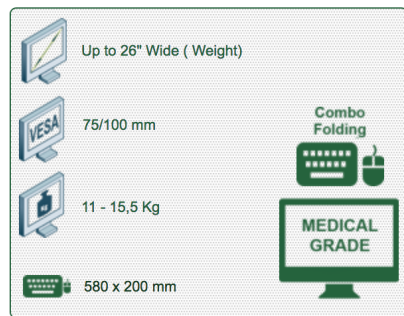 Up to 26" Wide ( Weight)
VESA
75/100 mm
KG
11 - 15,5 Kg
580 x 200 mm
Combo
Folding
MEDICAL
GRADE